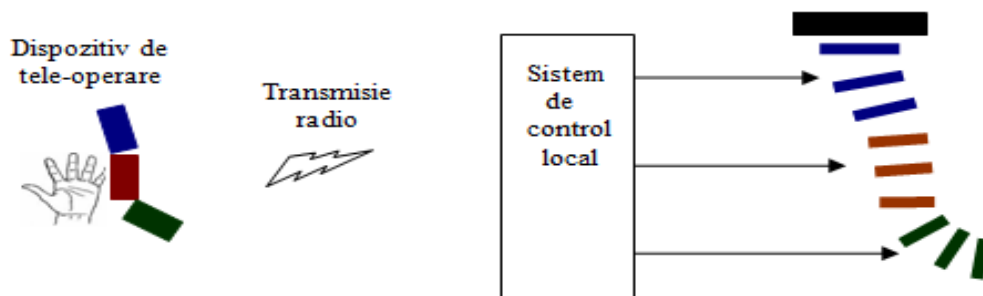 Dispozitiv de
tele-operare
Transmisie
radio
Sistem
de
control
local